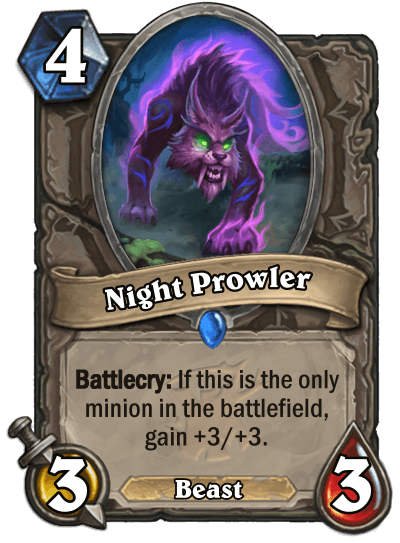 4
Night Prowler
Battlecry: If this is the only
minion in the battlefield,
gain +3/+3.
3
Beast
3